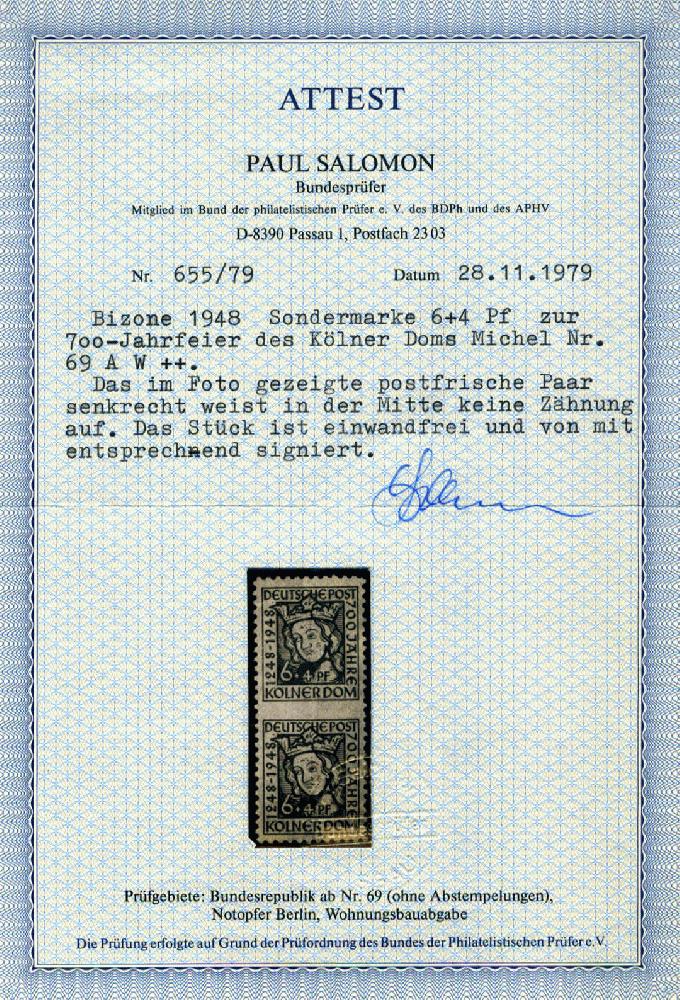 ATTEST
PAUL SALOMON
Bundesprüfer
Mitglied im Bund der philatelistischen Prüfer e. V. des BDPh und des APHV
D-8390 Passau 1, Postfach 2303
Nr. 655/79 Datum 28.11.1979
Bizone 1948 Sondermarke 6+4 Pf zur
7oo-Jahrfeier des Kölner Doms Michel Nr.
69 A W ++.
Das im Foto gezeigte postfrische Paar
senkrecht weist in der Mitte keine Zähnung
auf. Das Stück ist einwandfrei und von mit
entsprechnend signiert.
DEUTSCHE POST
700 JAHRE
1248-1948
6+4 PF
KÖLNER DOM
DEUTSCHE POST
700 JAHRE
1248-1948
6+4 PF
KÖLNER DOM
Prüfgebiete: Bundesrepublik ab Nr. 69 (ohne Abstempelungen),
Notopfer Berlin, Wohnungsbauabgabe
Die Prüfung erfolgte auf Grund der Prüfordnung des Bundes der Philatelistischen Prüfer e. V.